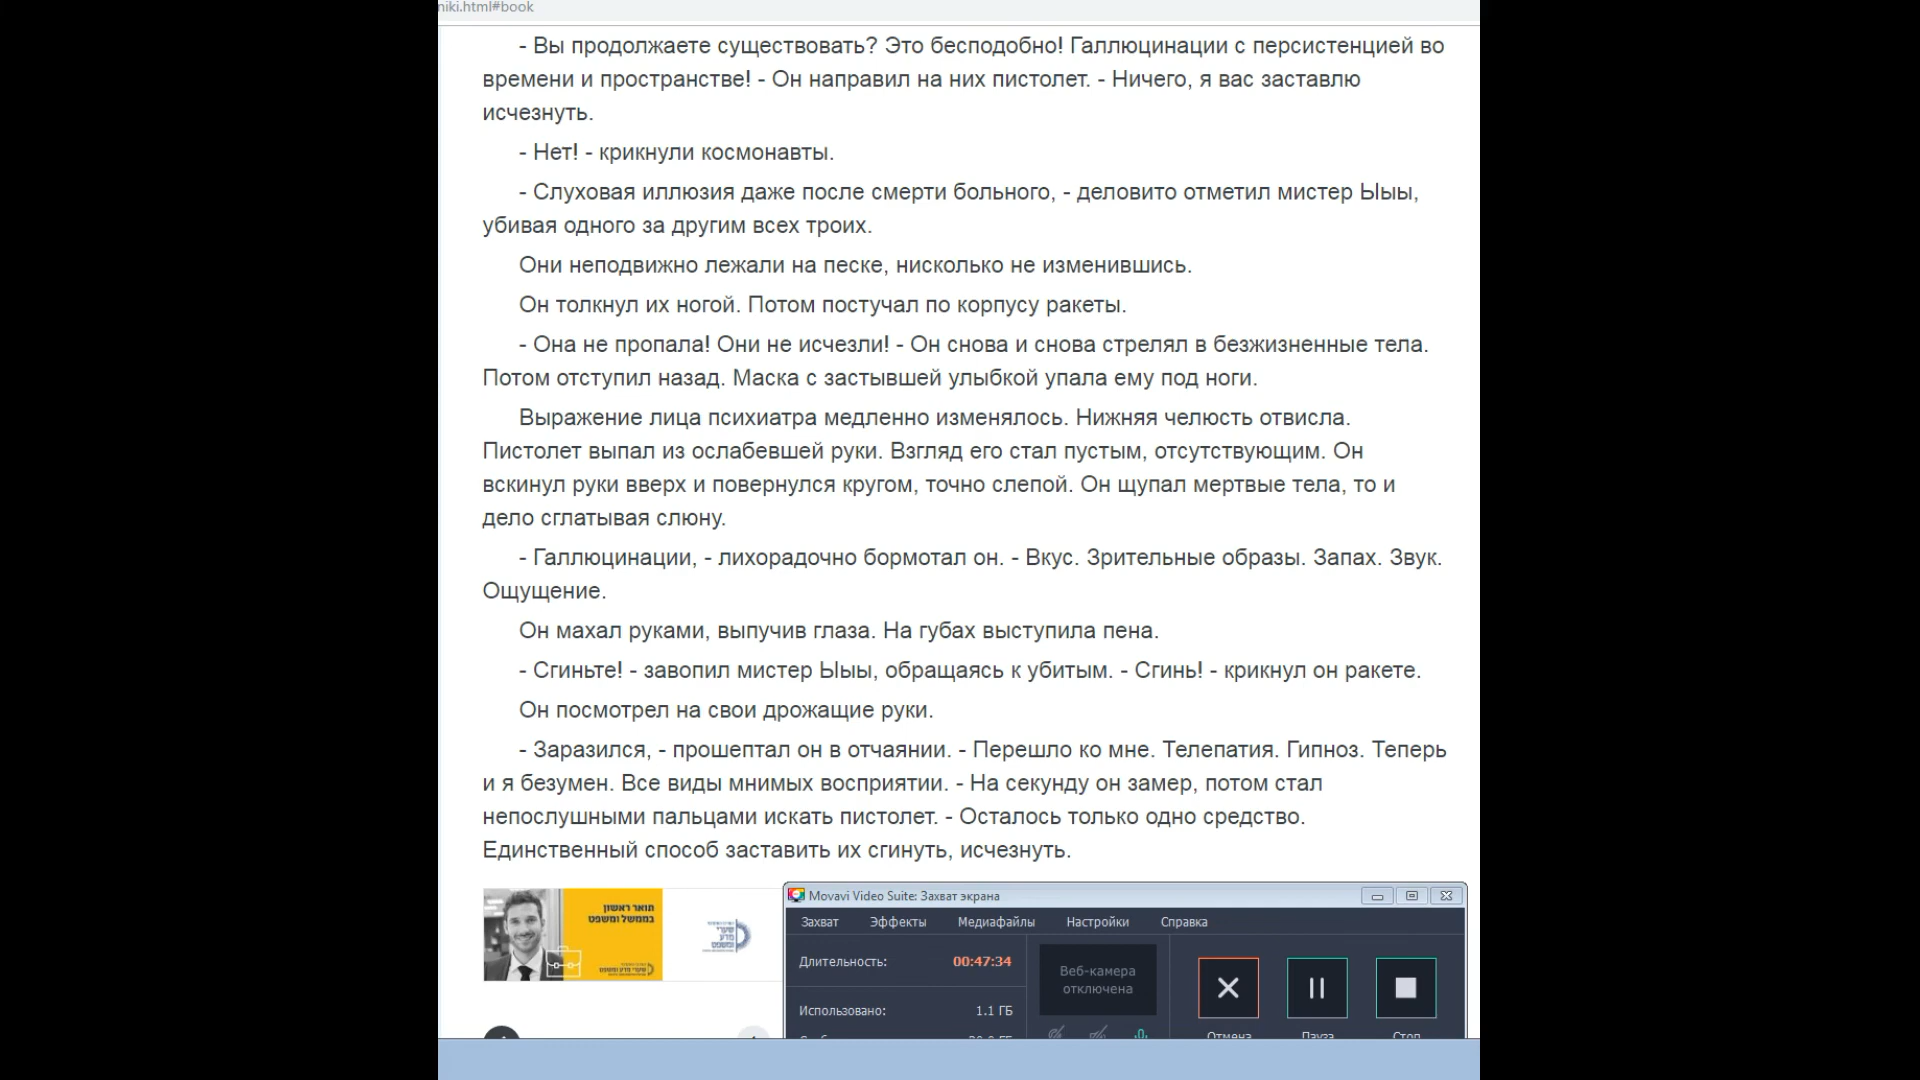 niki.html#book
- Вы продолжаете существовать? Это бесподобно! Галлюцинации с персистенцией во
времени и пространстве! - Он направил на них пистолет. - Ничего, я вас заставлю
исчезнуть.
- Нет! - крикнули космонавты.
- Слуховая иллюзия даже после смерти больного, - деловито отметил мистер Ыыы,
убивая одного за другим всех троих.
Они неподвижно лежали на песке, нисколько не изменившись.
Он толкнул их ногой. Потом постучал по корпусу ракеты.
- Она не пропала! Они не исчезли! - Он снова и снова стрелял в безжизненные тела.
Потом отступил назад. Маска с застывшей улыбкой упала ему под ноги.
Выражение лица психиатра медленно изменялось. Нижняя челюсть отвисла.
Пистолет выпал из ослабевшей руки. Взгляд его стал пустым, отсутствующим. Он
вскинул руки вверх и повернулся кругом, точно слепой. Он щупал мертвые тела, то и
дело сглатывая слюну.
- Галлюцинации, - лихорадочно бормотал он. - Вкус. Зрительные образы. Запах. Звук.
Ощущение.
Он махал руками, выпучив глаза. На губах выступила пена.
- Сгиньте! - завопил мистер Ыыы, обращаясь к убитым. - Сгинь! - крикнул он ракете.
Он посмотрел на свои дрожащие руки.
- Заразился, - прошептал он в отчаянии. - Перешло ко мне. Телепатия. Гипноз. Теперь
и я безумен. Все виды мнимых восприятии. - На секунду он замер, потом стал
непослушными пальцами искать пистолет. - Осталось только одно средство.
Единственный способ заставить их сгинуть, исчезнуть.
תואר ראשון
בממשל ומשפט
שערי
מדע
ומשפט
Movavi Video Suite: Захват экрана
Захват Эффекты Медиафайлы Настройки Справка
Длительность: 00:47:34
Веб-камера
отключена
Использовано: 1.1 ГБ
Отмена Пауза Стоп